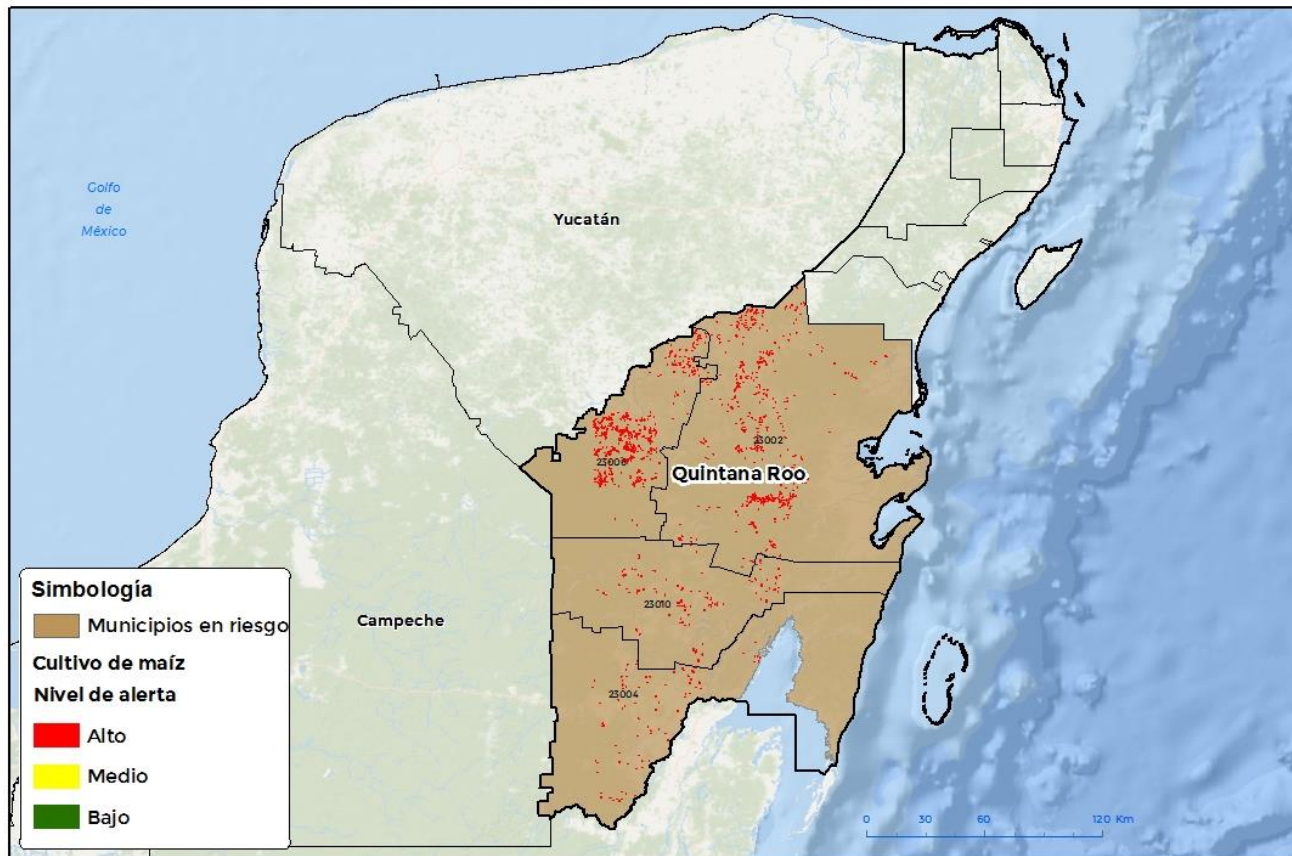 Golfo
de
México
Yucatán
23002
23006
Quintana Roo
23010
Campeche
23004
Simbología
Municipios en riesgo
Cultivo de maíz
Nivel de alerta
Alto
Medio
Bajo
0 30 60 120 Km